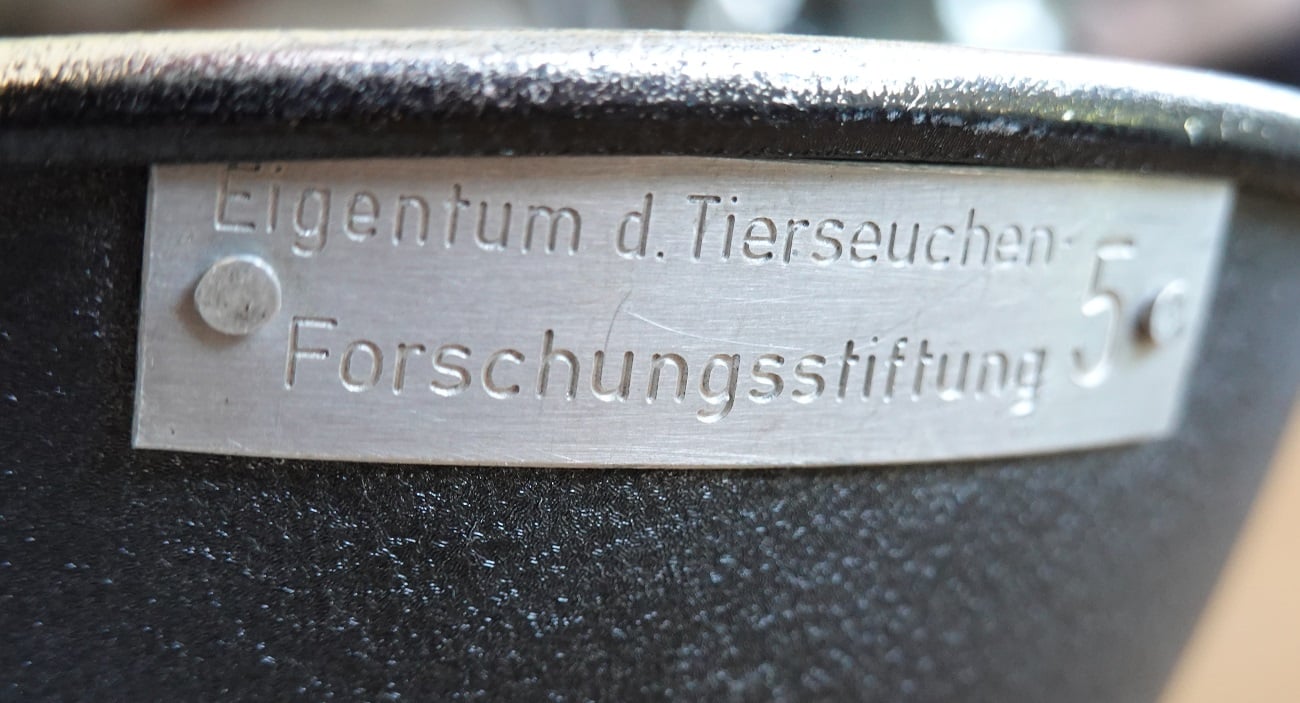 Eigentum d. Tierseuchen-
Forschungsstiftung 5